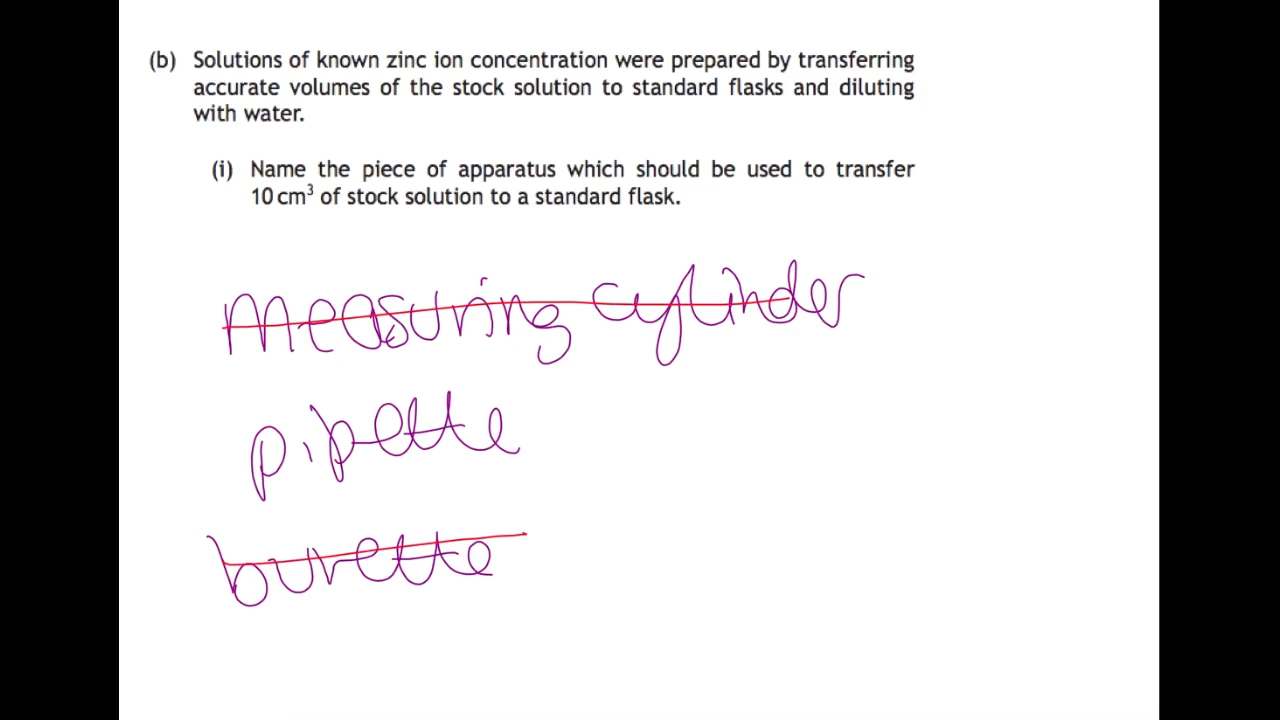 (b) Solutions of known zinc ion concentration were prepared by transferring
accurate volumes of the stock solution to standard flasks and diluting
with water.
(i) Name the piece of apparatus which should be used to transfer
10 cm³ of stock solution to a standard flask.
measuring cylinder
pipette
burette